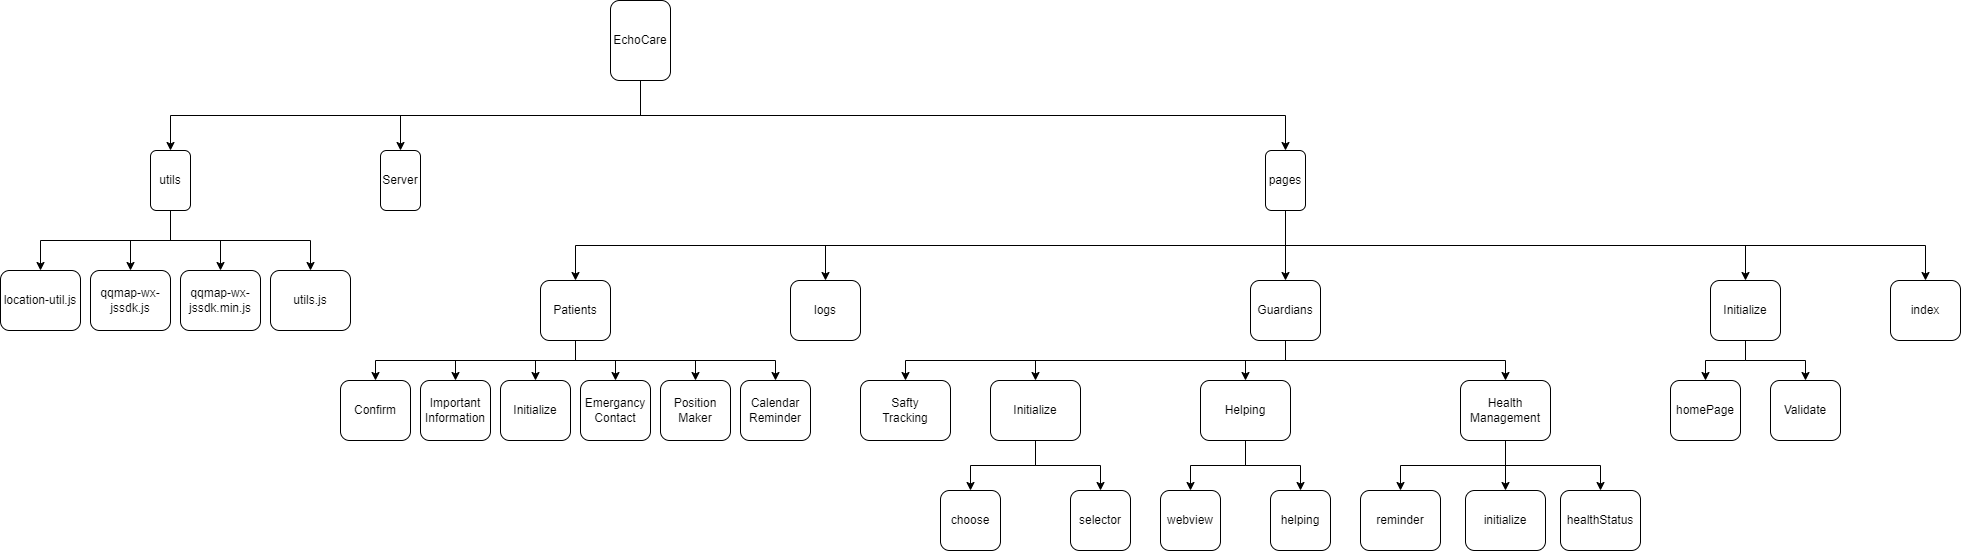 EchoCare
utils
Server
pages
location-util.js
qqmap-wx-
jssdk.js
qqmap-wx-
jssdk.min.js
utils.js
Patients
logs
Guardians
Initialize
index
Confirm
Important
Information
Initialize
Emergancy
Contact
Position
Maker
Calendar
Reminder
Safty
Tracking
Initialize
Helping
Health
Management
homePage
Validate
choose
selector
webview
helping
reminder
initialize
healthStatus